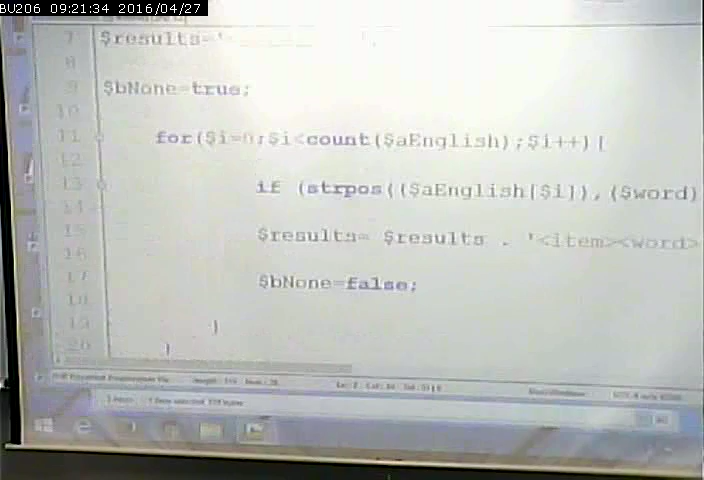 BU206 09:21:34 2016/04/27
7 $results='
8
9 $bNone=true;
10
11 for($i=0;$i<count($aEnglish);$i++){
12
13 if (strpos(($aEnglish[$i]),($word)
14
15 $results= $results . '<item><word>
16
17 $bNone=false;
18
19 }
20 }